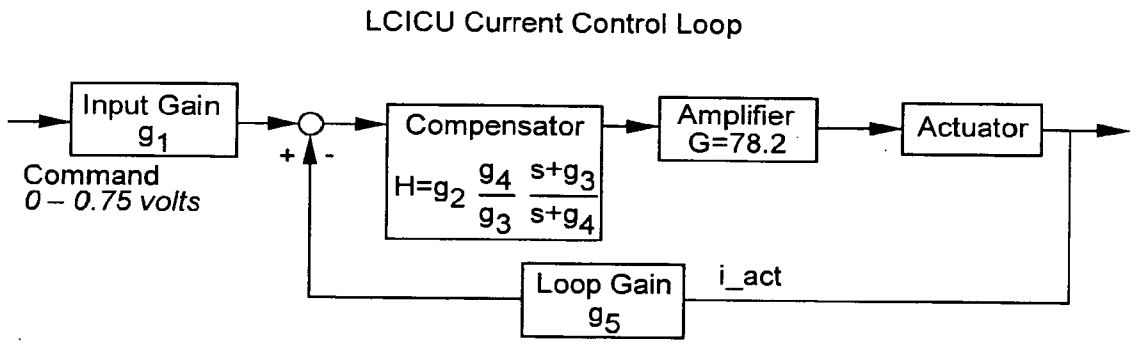 LCICU Current Control Loop
Input Gain
g1
Command
0 – 0.75 volts
+ -
Compensator
H=g2 g4/g3 s+g3/s+g4
Amplifier
G=78.2
Actuator
Loop Gain
g5
i_act